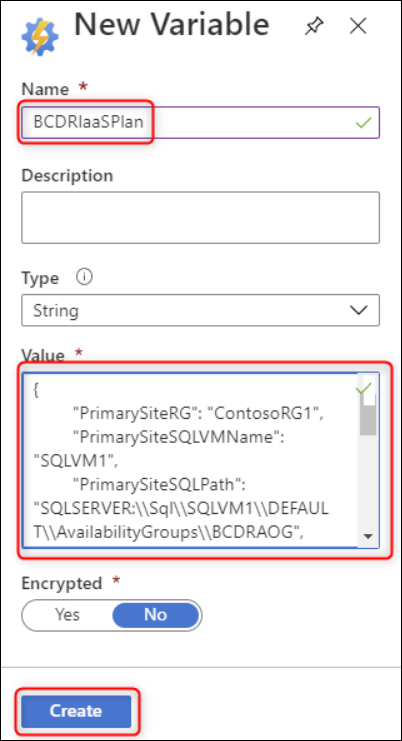 New Variable
Name *
BCDRIaaSPlan
Description
Type
String
Value *
{
"PrimarySiteRG": "ContosoRG1",
"PrimarySiteSQLVMName":
"SQLVM1",
"PrimarySiteSQLPath":
"SQLSERVER:\\Sql\\SQLVM1\\DEFAUL
T\\AvailabilityGroups\\BCDRAOG",
Encrypted *
Yes No
Create